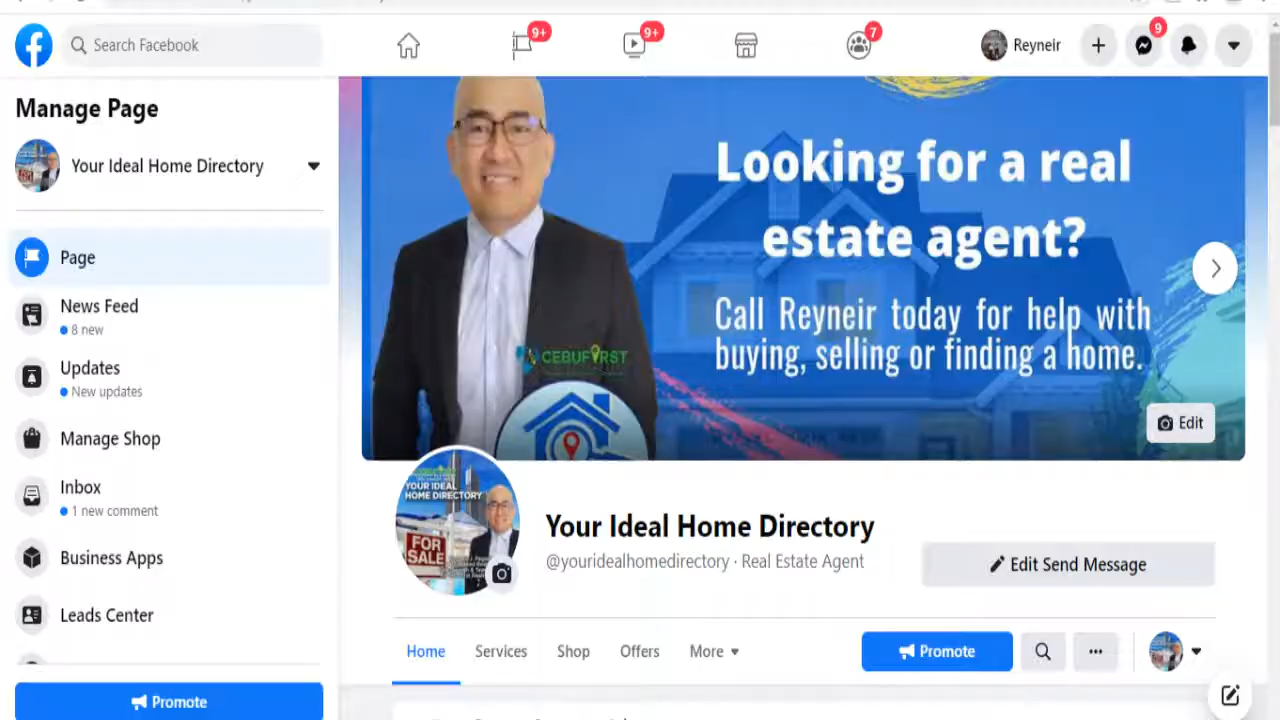 Search Facebook
9+
9+
7
Reyneir
9
Manage Page
Your Ideal Home Directory
Page
News Feed
8 new
Updates
New updates
Manage Shop
Inbox
1 new comment
Business Apps
Leads Center
Promote
Looking for a real
estate agent?
Call Reyneir today for help with
buying, selling or finding a home.
CEBUFIRST
Edit
YOUR IDEAL
HOME DIRECTORY
FOR
SALE
Your Ideal Home Directory
@youridealhomedirectory · Real Estate Agent
Edit Send Message
Home
Services
Shop
Offers
More
Promote